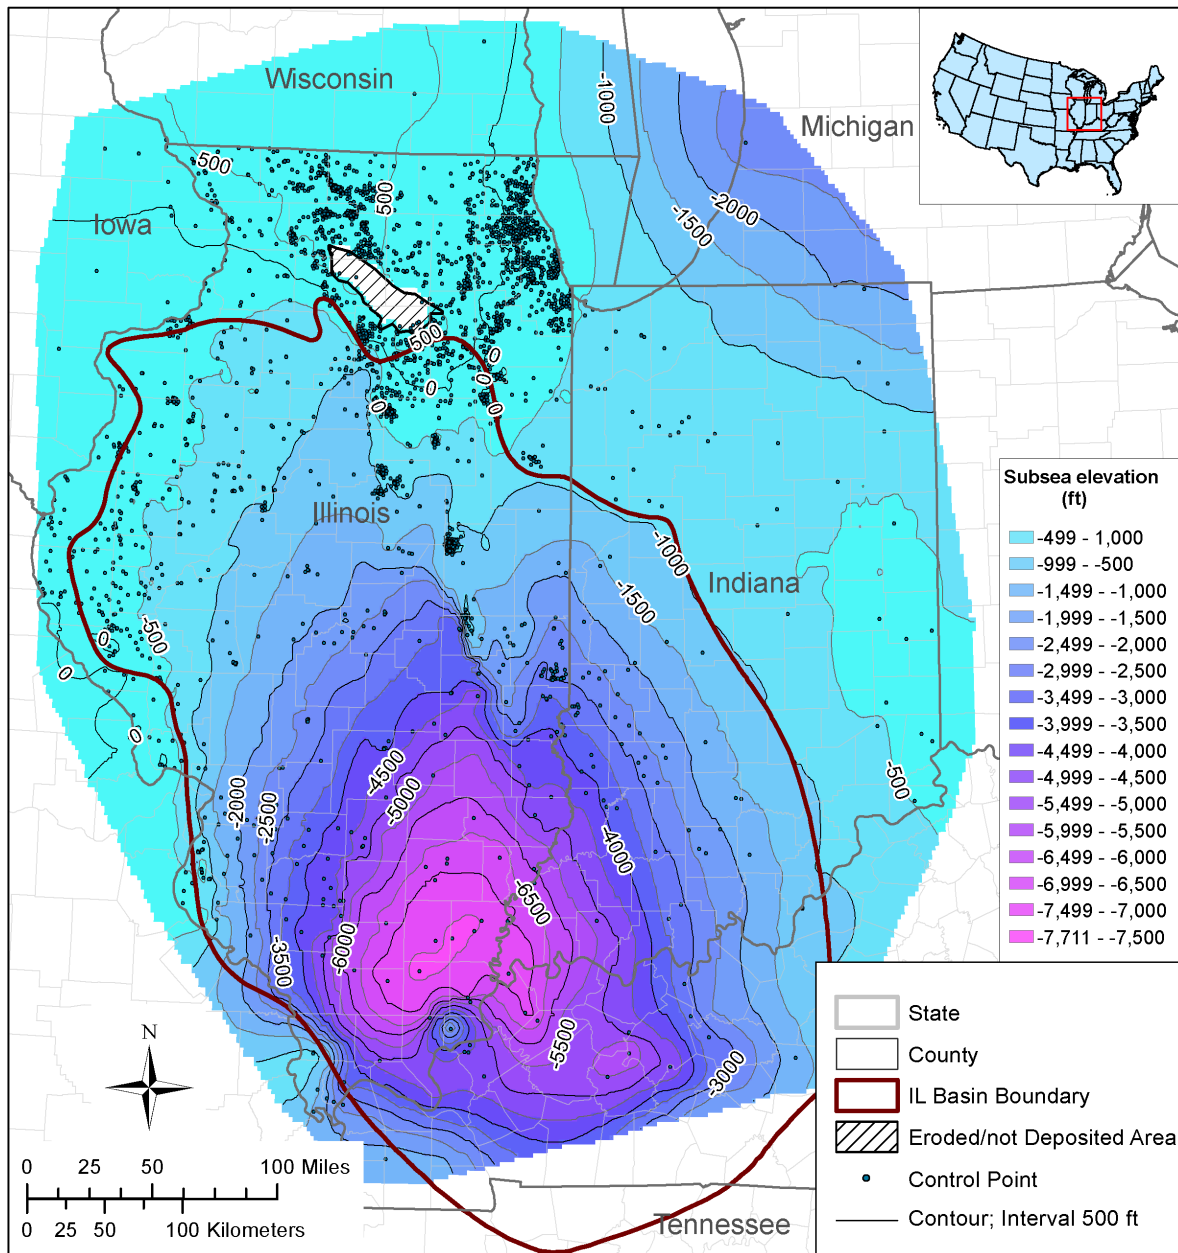 Wisconsin
Michigan
Iowa
Illinois
Indiana
Tennessee
-1000
500
500
-2000
-1500
500
0
0
0
0
0
-1000
-1500
-500
0
0
0
-500
-4500
-5000
-2000
-2500
-4000
-6500
-6000
-3500
-5500
-3000
Subsea elevation
(ft)
-499 - 1,000
-999 - -500
-1,499 - -1,000
-1,999 - -1,500
-2,499 - -2,000
-2,999 - -2,500
-3,499 - -3,000
-3,999 - -3,500
-4,499 - -4,000
-4,999 - -4,500
-5,499 - -5,000
-5,999 - -5,500
-6,499 - -6,000
-6,999 - -6,500
-7,499 - -7,000
-7,711 - -7,500
State
County
IL Basin Boundary
Eroded/not Deposited Area
Control Point
Contour; Interval 500 ft
N
0 25 50 100 Miles
0 25 50 100 Kilometers